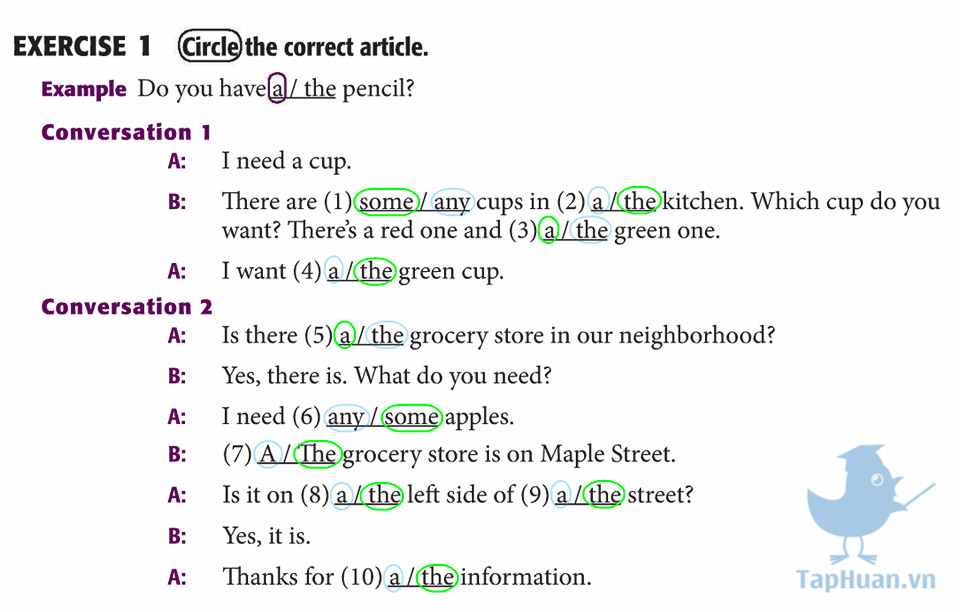 EXERCISE 1 Circle the correct article.
Example Do you have a / the pencil?
Conversation 1
A: I need a cup.
B: There are (1) some / any cups in (2) a / the kitchen. Which cup do you
want? There's a red one and (3) a / the green one.
A: I want (4) a / the green cup.
Conversation 2
A: Is there (5) a / the grocery store in our neighborhood?
B: Yes, there is. What do you need?
A: I need (6) any / some apples.
B: (7) A / The grocery store is on Maple Street.
A: Is it on (8) a / the left side of (9) a / the street?
B: Yes, it is.
A: Thanks for (10) a / the information.
TapHuan.vn